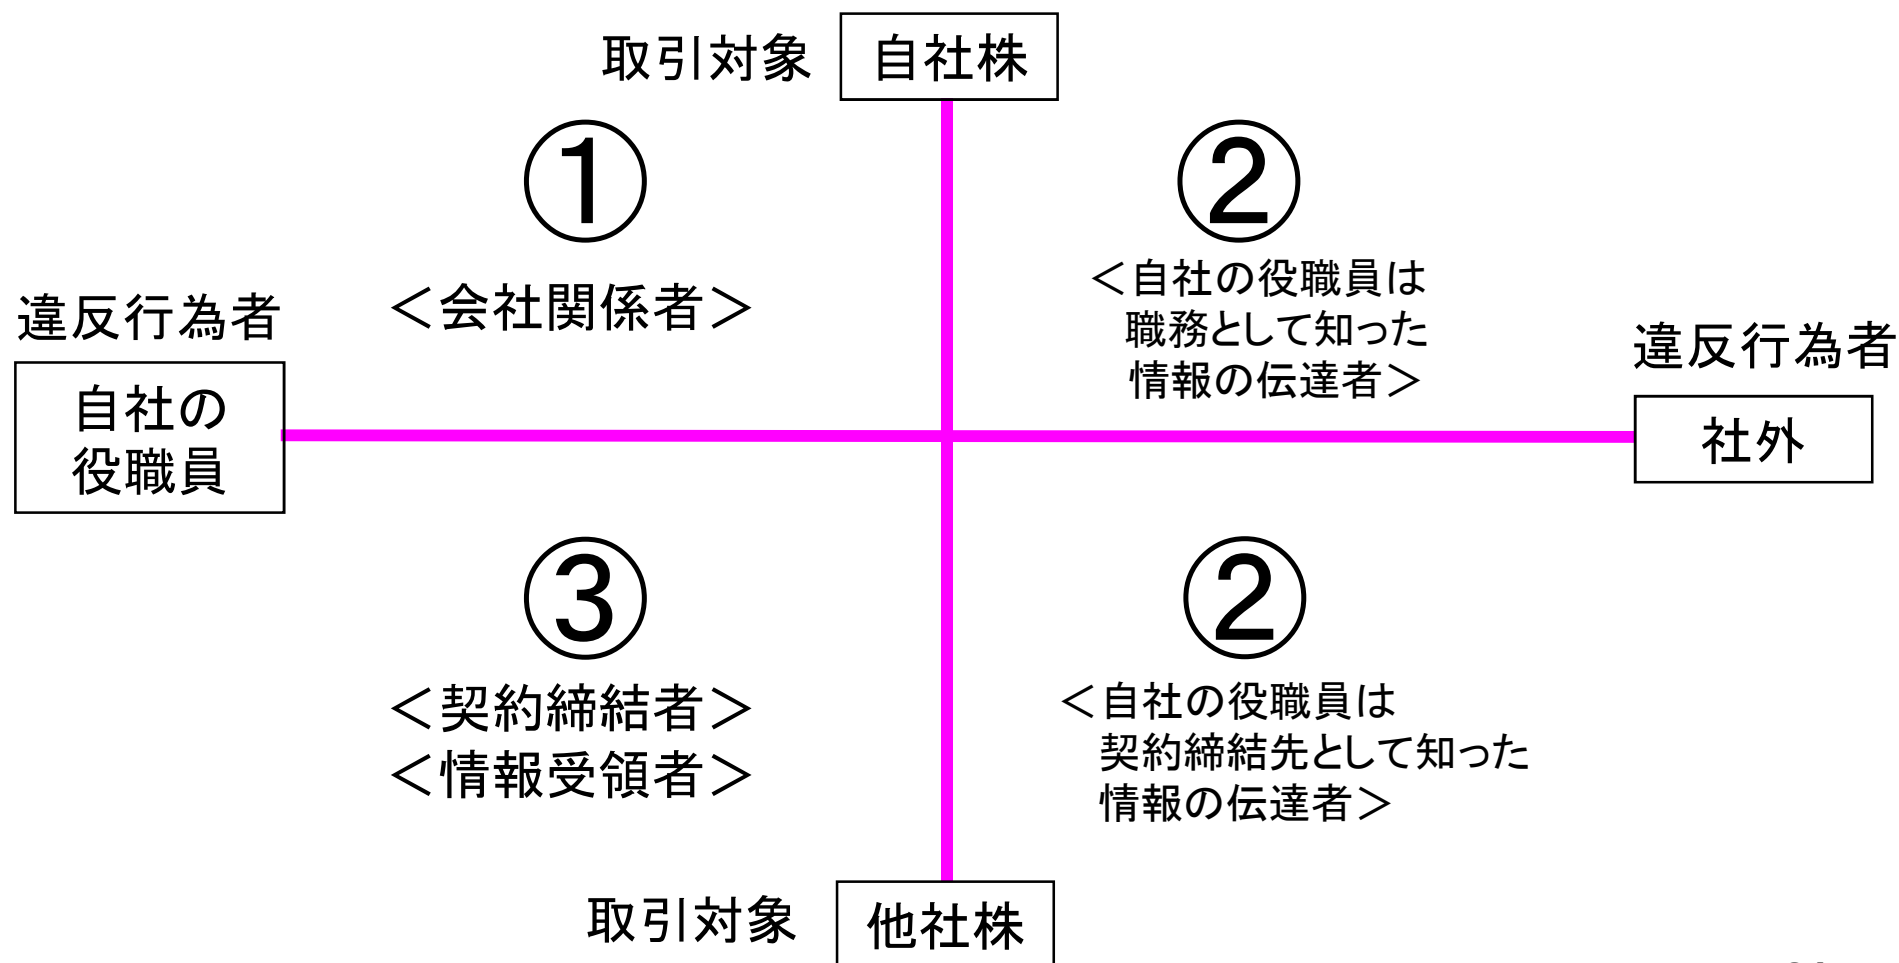 取引対象
自社株
①
②
<会社関係者>
<自社の役職員は
職務として知った
情報の伝達者>
違反行為者
自社の
役職員
違反行為者
社外
③
②
<契約締結者>
<情報受領者>
<自社の役職員は
契約締結先として知った
情報の伝達者>
取引対象
他社株